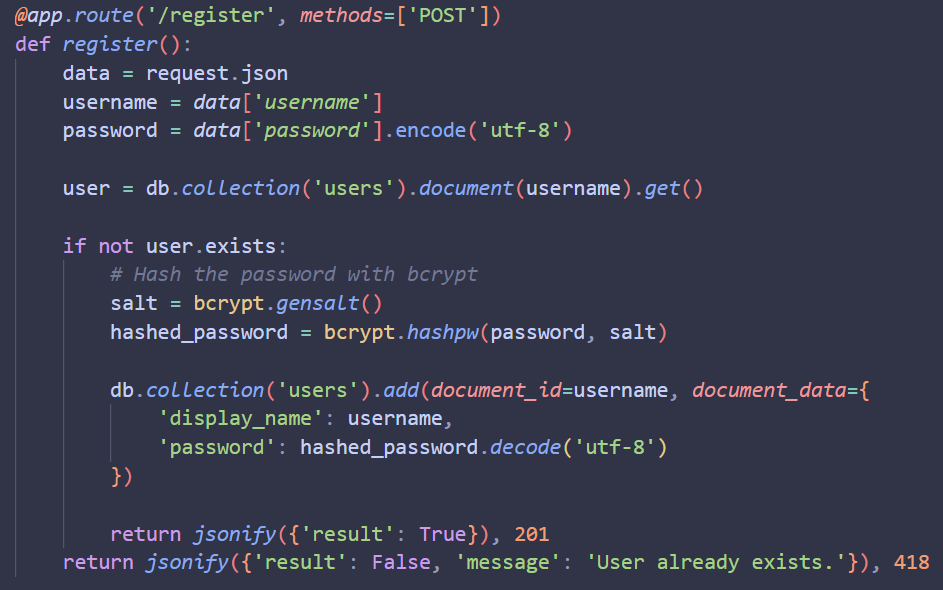 @app.route('/register', methods=['POST'])
def register():
    data = request.json
    username = data['username']
    password = data['password'].encode('utf-8')

    user = db.collection('users').document(username).get()

    if not user.exists:
        # Hash the password with bcrypt
        salt = bcrypt.gensalt()
        hashed_password = bcrypt.hashpw(password, salt)

        db.collection('users').add(document_id=username, document_data={
            'display_name': username,
            'password': hashed_password.decode('utf-8')
        })

        return jsonify({'result': True}), 201
    return jsonify({'result': False, 'message': 'User already exists.'}), 418